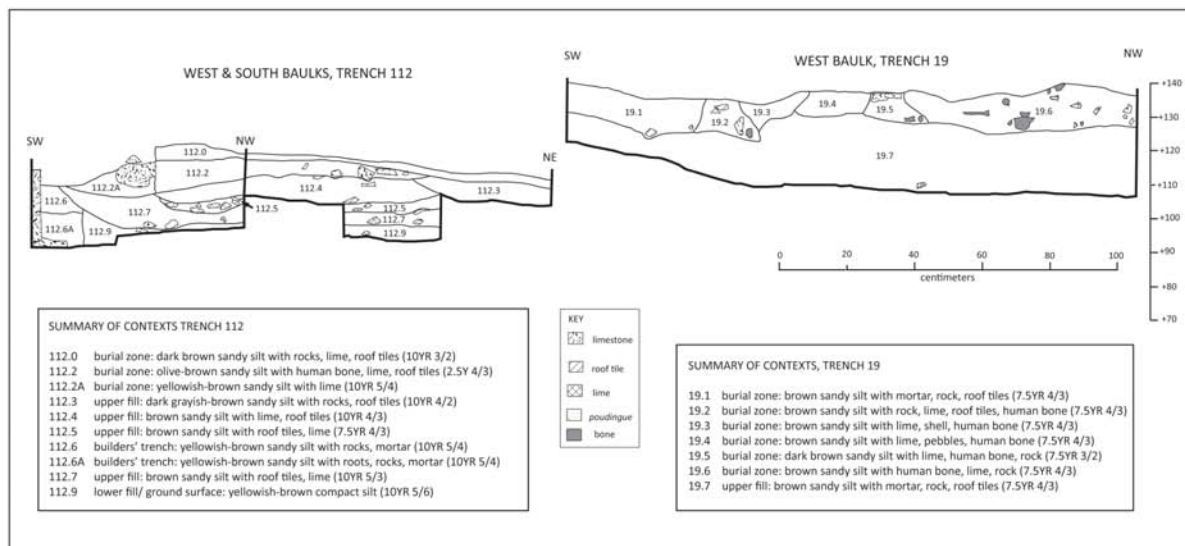 WEST & SOUTH BAULKS, TRENCH 112
SW
NW
NE
112.0
112.2
112.2A
112.4
112.3
112.6
112.7
112.5
112.5
112.7
112.6A
112.9
112.9
WEST BAULK, TRENCH 19
SW
NW
19.1
19.2
19.3
19.4
19.5
19.6
19.7
+140
+130
+120
+110
+100
+90
+80
+70
0 20 40 60 80 100
centimeters
SUMMARY OF CONTEXTS TRENCH 112
112.0 burial zone: dark brown sandy silt with rocks, lime, roof tiles (10YR 3/2)
112.2 burial zone: olive-brown sandy silt with human bone, lime, roof tiles (2.5Y 4/3)
112.2A burial zone: yellowish-brown sandy silt with lime (10YR 5/4)
112.3 upper fill: dark grayish-brown sandy silt with rocks, roof tiles (10YR 4/2)
112.4 upper fill: brown sandy silt with lime, roof tiles (10YR 4/3)
112.5 upper fill: brown sandy silt with roof tiles, lime (7.5YR 4/3)
112.6 builders' trench: yellowish-brown sandy silt with rocks, mortar (10YR 5/4)
112.6A builders' trench: yellowish-brown sandy silt with roots, rocks, mortar (10YR 5/4)
112.7 upper fill: brown sandy silt with roof tiles, lime (10YR 5/3)
112.9 lower fill/ ground surface: yellowish-brown compact silt (10YR 5/6)
KEY
limestone
roof tile
lime
poudingue
bone
SUMMARY OF CONTEXTS, TRENCH 19
19.1 burial zone: brown sandy silt with mortar, rock, roof tiles (7.5YR 4/3)
19.2 burial zone: brown sandy silt with rock, lime, roof tiles, human bone (7.5YR 4/3)
19.3 burial zone: brown sandy silt with lime, shell, human bone (7.5YR 4/3)
19.4 burial zone: brown sandy silt with lime, pebbles, human bone (7.5YR 4/3)
19.5 burial zone: dark brown sandy silt with lime, human bone, rock (7.5YR 3/2)
19.6 burial zone: brown sandy silt with human bone, lime, rock (7.5YR 4/3)
19.7 upper fill: brown sandy silt with mortar, rock, roof tiles (7.5YR 4/3)